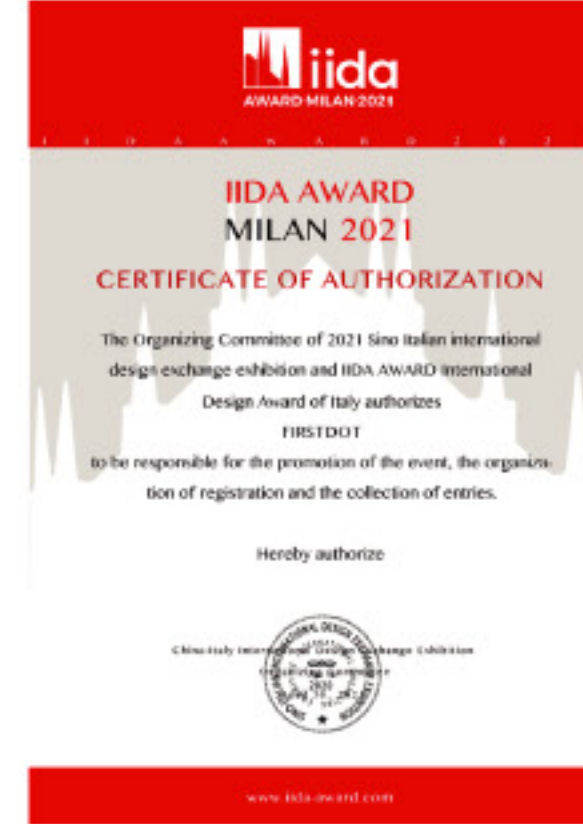 iida
AWARD·MILAN·2021
I I D A A W A R D 2 0 2
IIDA AWARD
MILAN 2021
CERTIFICATE OF AUTHORIZATION
The Organizing Committee of 2021 Sino Italian international
design exchange exhibition and IIDA AWARD International
Design Award of Italy authorizes
FIRSTDOT
to be responsible for the promotion of the event, the organiza-
tion of registration and the collection of entries.
Hereby authorize
China-Italy International Design Exchange Exhibition
www.iida-award.com